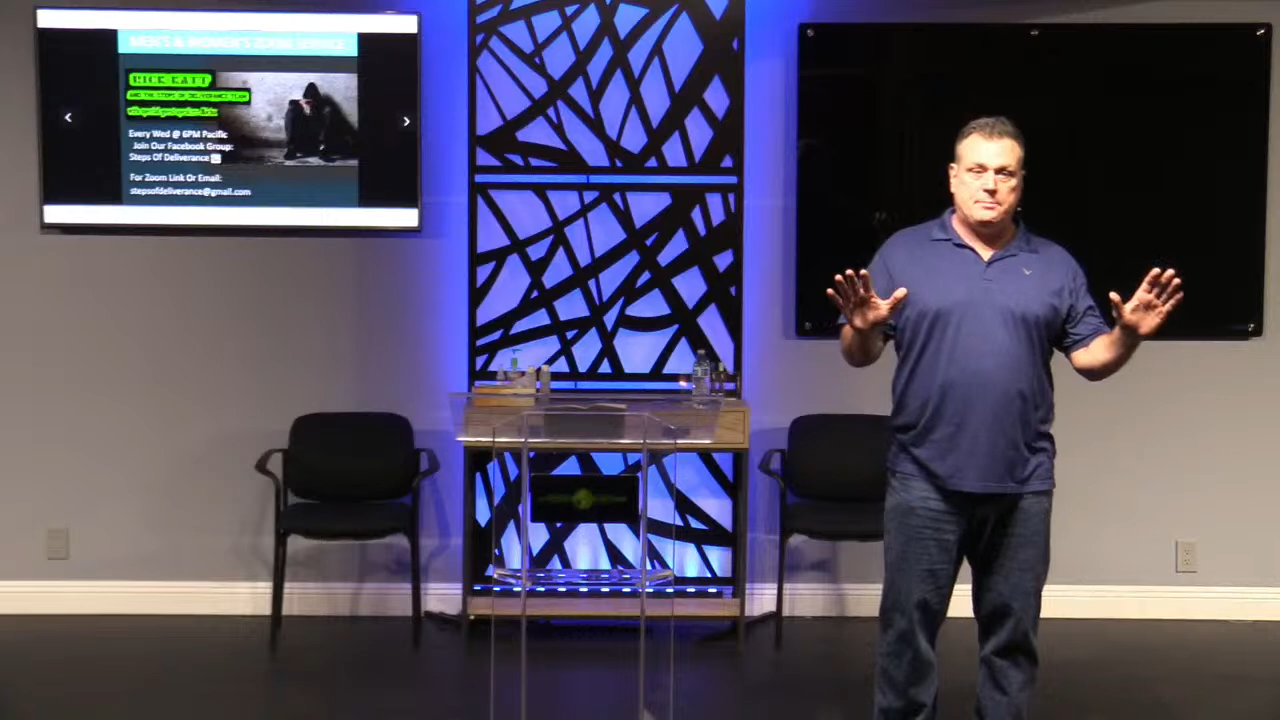 MEN'S & WOMEN'S ZOOM SERVICE
RICK KATT
AND THE STEPS OF DELIVERANCE TEAM
Every Wed @ 6PM Pacific
Join Our Facebook Group:
Steps Of Deliverance
For Zoom Link Or Email:
stepsofdeliverance@gmail.com